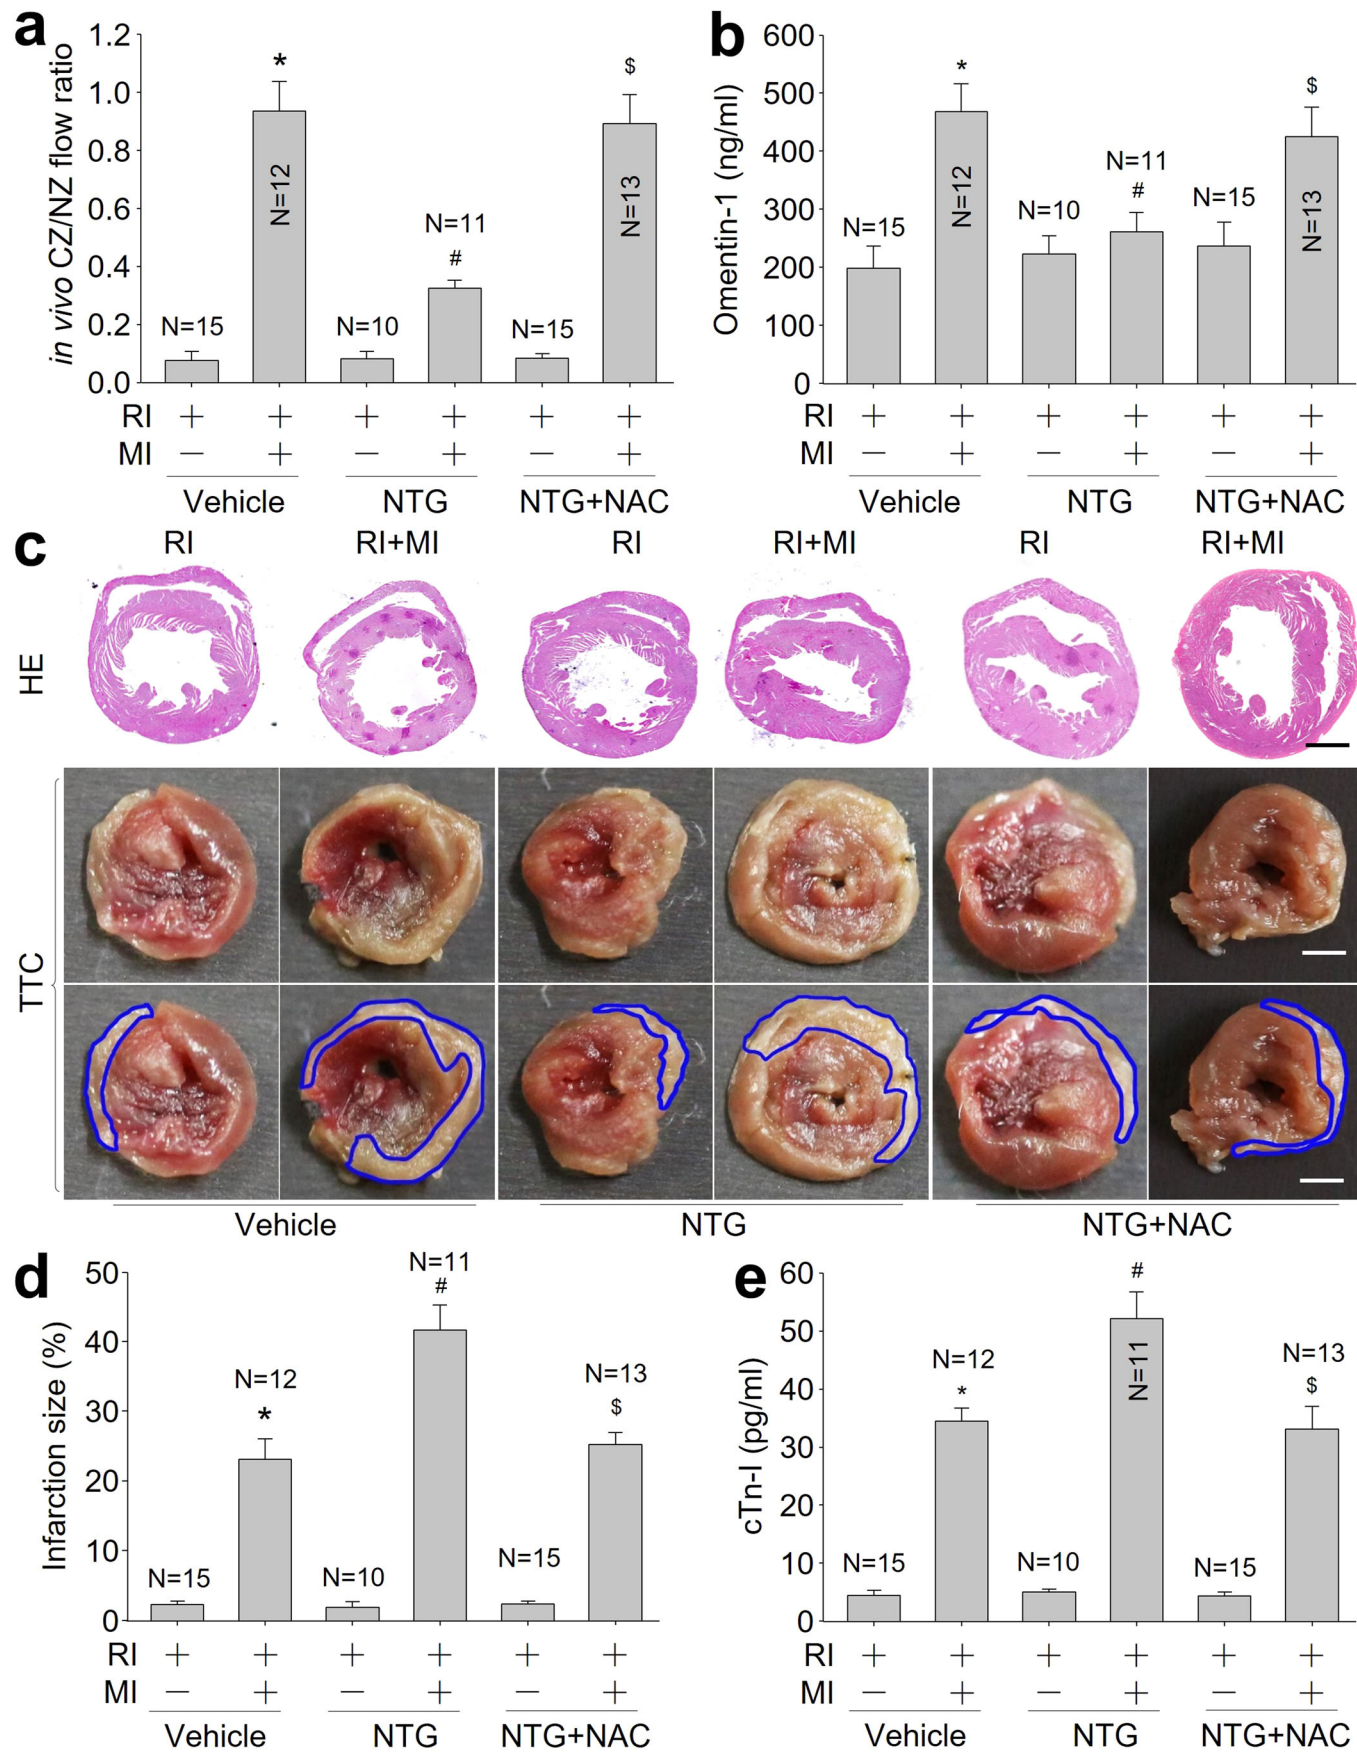 a
in vivo CZ/NZ flow ratio
1.2
1.0
0.8
0.6
0.4
0.2
0.0
*
N=12
N=11
#
$
N=13
N=15
N=10
N=15
RI + + + + + +
MI − + − + − +
Vehicle NTG NTG+NAC
b
Omentin-1 (ng/ml)
600
500
400
300
200
100
0
N=15
*
N=12
N=10
N=11
#
N=15
$
N=13
RI + + + + + +
MI − + − + − +
Vehicle NTG NTG+NAC
c
RI RI+MI RI RI+MI RI RI+MI
HE
TTC
Vehicle NTG NTG+NAC
d
Infarction size (%)
50
40
30
20
10
0
N=15
N=12
*
N=10
N=11
#
N=15
N=13
$
RI + + + + + +
MI − + − + − +
Vehicle NTG NTG+NAC
e
cTn-I (pg/ml)
60
50
40
30
20
10
0
N=15
N=12
*
N=10
#
N=11
N=15
N=13
$
RI + + + + + +
MI − + − + − +
Vehicle NTG NTG+NAC